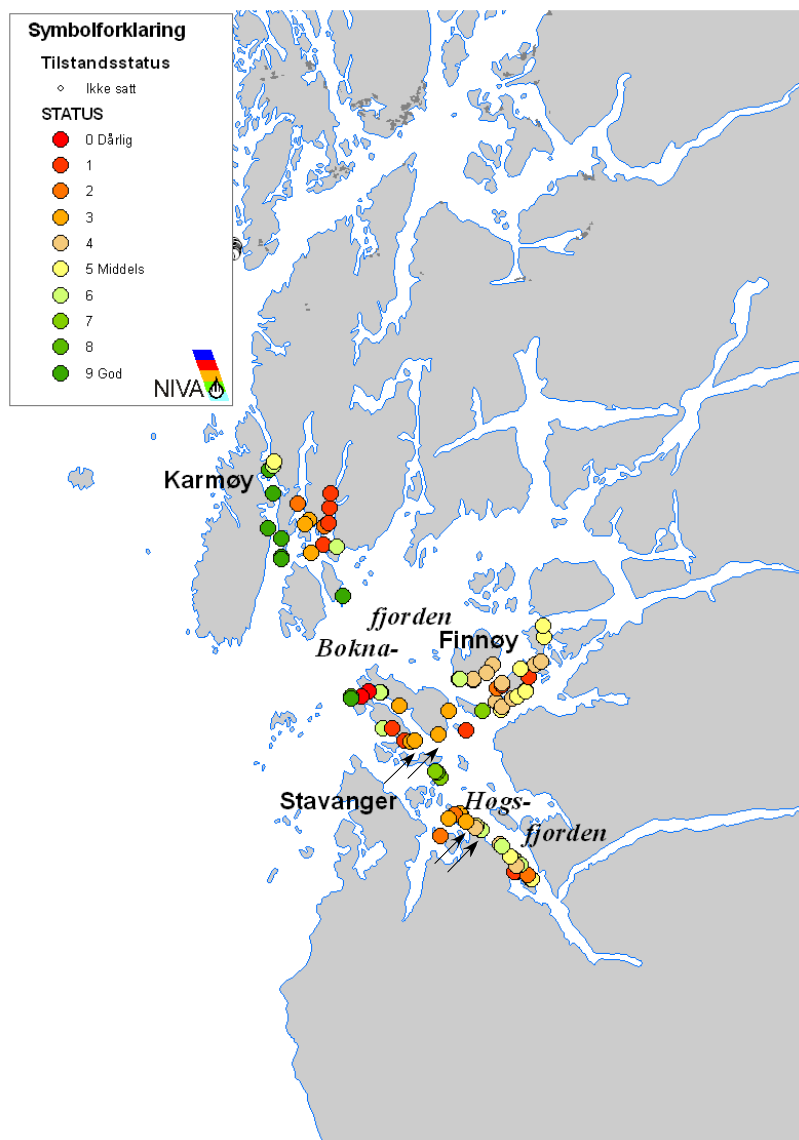 Symbolforklaring
Tilstandsstatus
Ikke satt
STATUS
0 Dårlig
1
2
3
4
5 Middels
6
7
8
9 God
NIVA
Karmøy
fjorden
Bokna-
Finnøy
Stavanger
Høgs-
fjorden